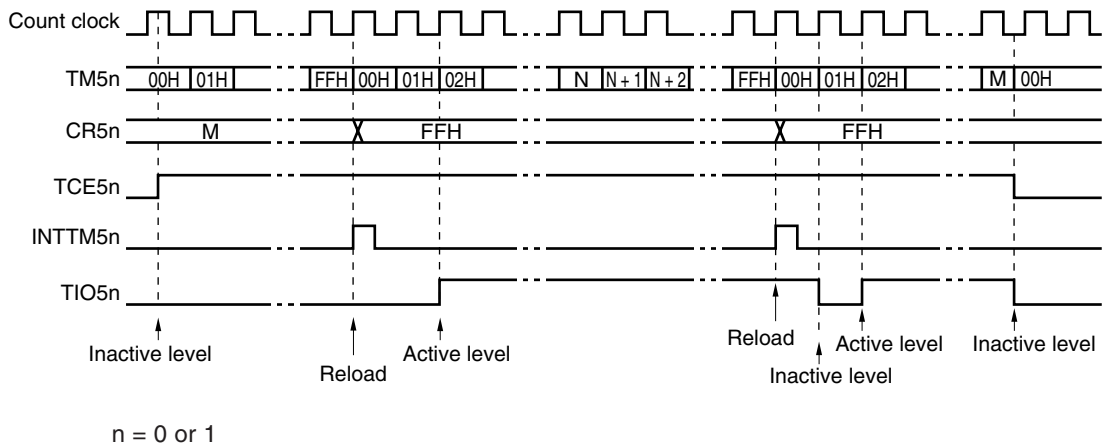 Count clock
TM5n 00H 01H FFH 00H 01H 02H N N + 1 N + 2 FFH 00H 01H 02H M 00H
CR5n M FFH FFH
TCE5n
INTTM5n
TIO5n
Inactive level Reload Active level Reload Inactive level Active level Inactive level
n = 0 or 1